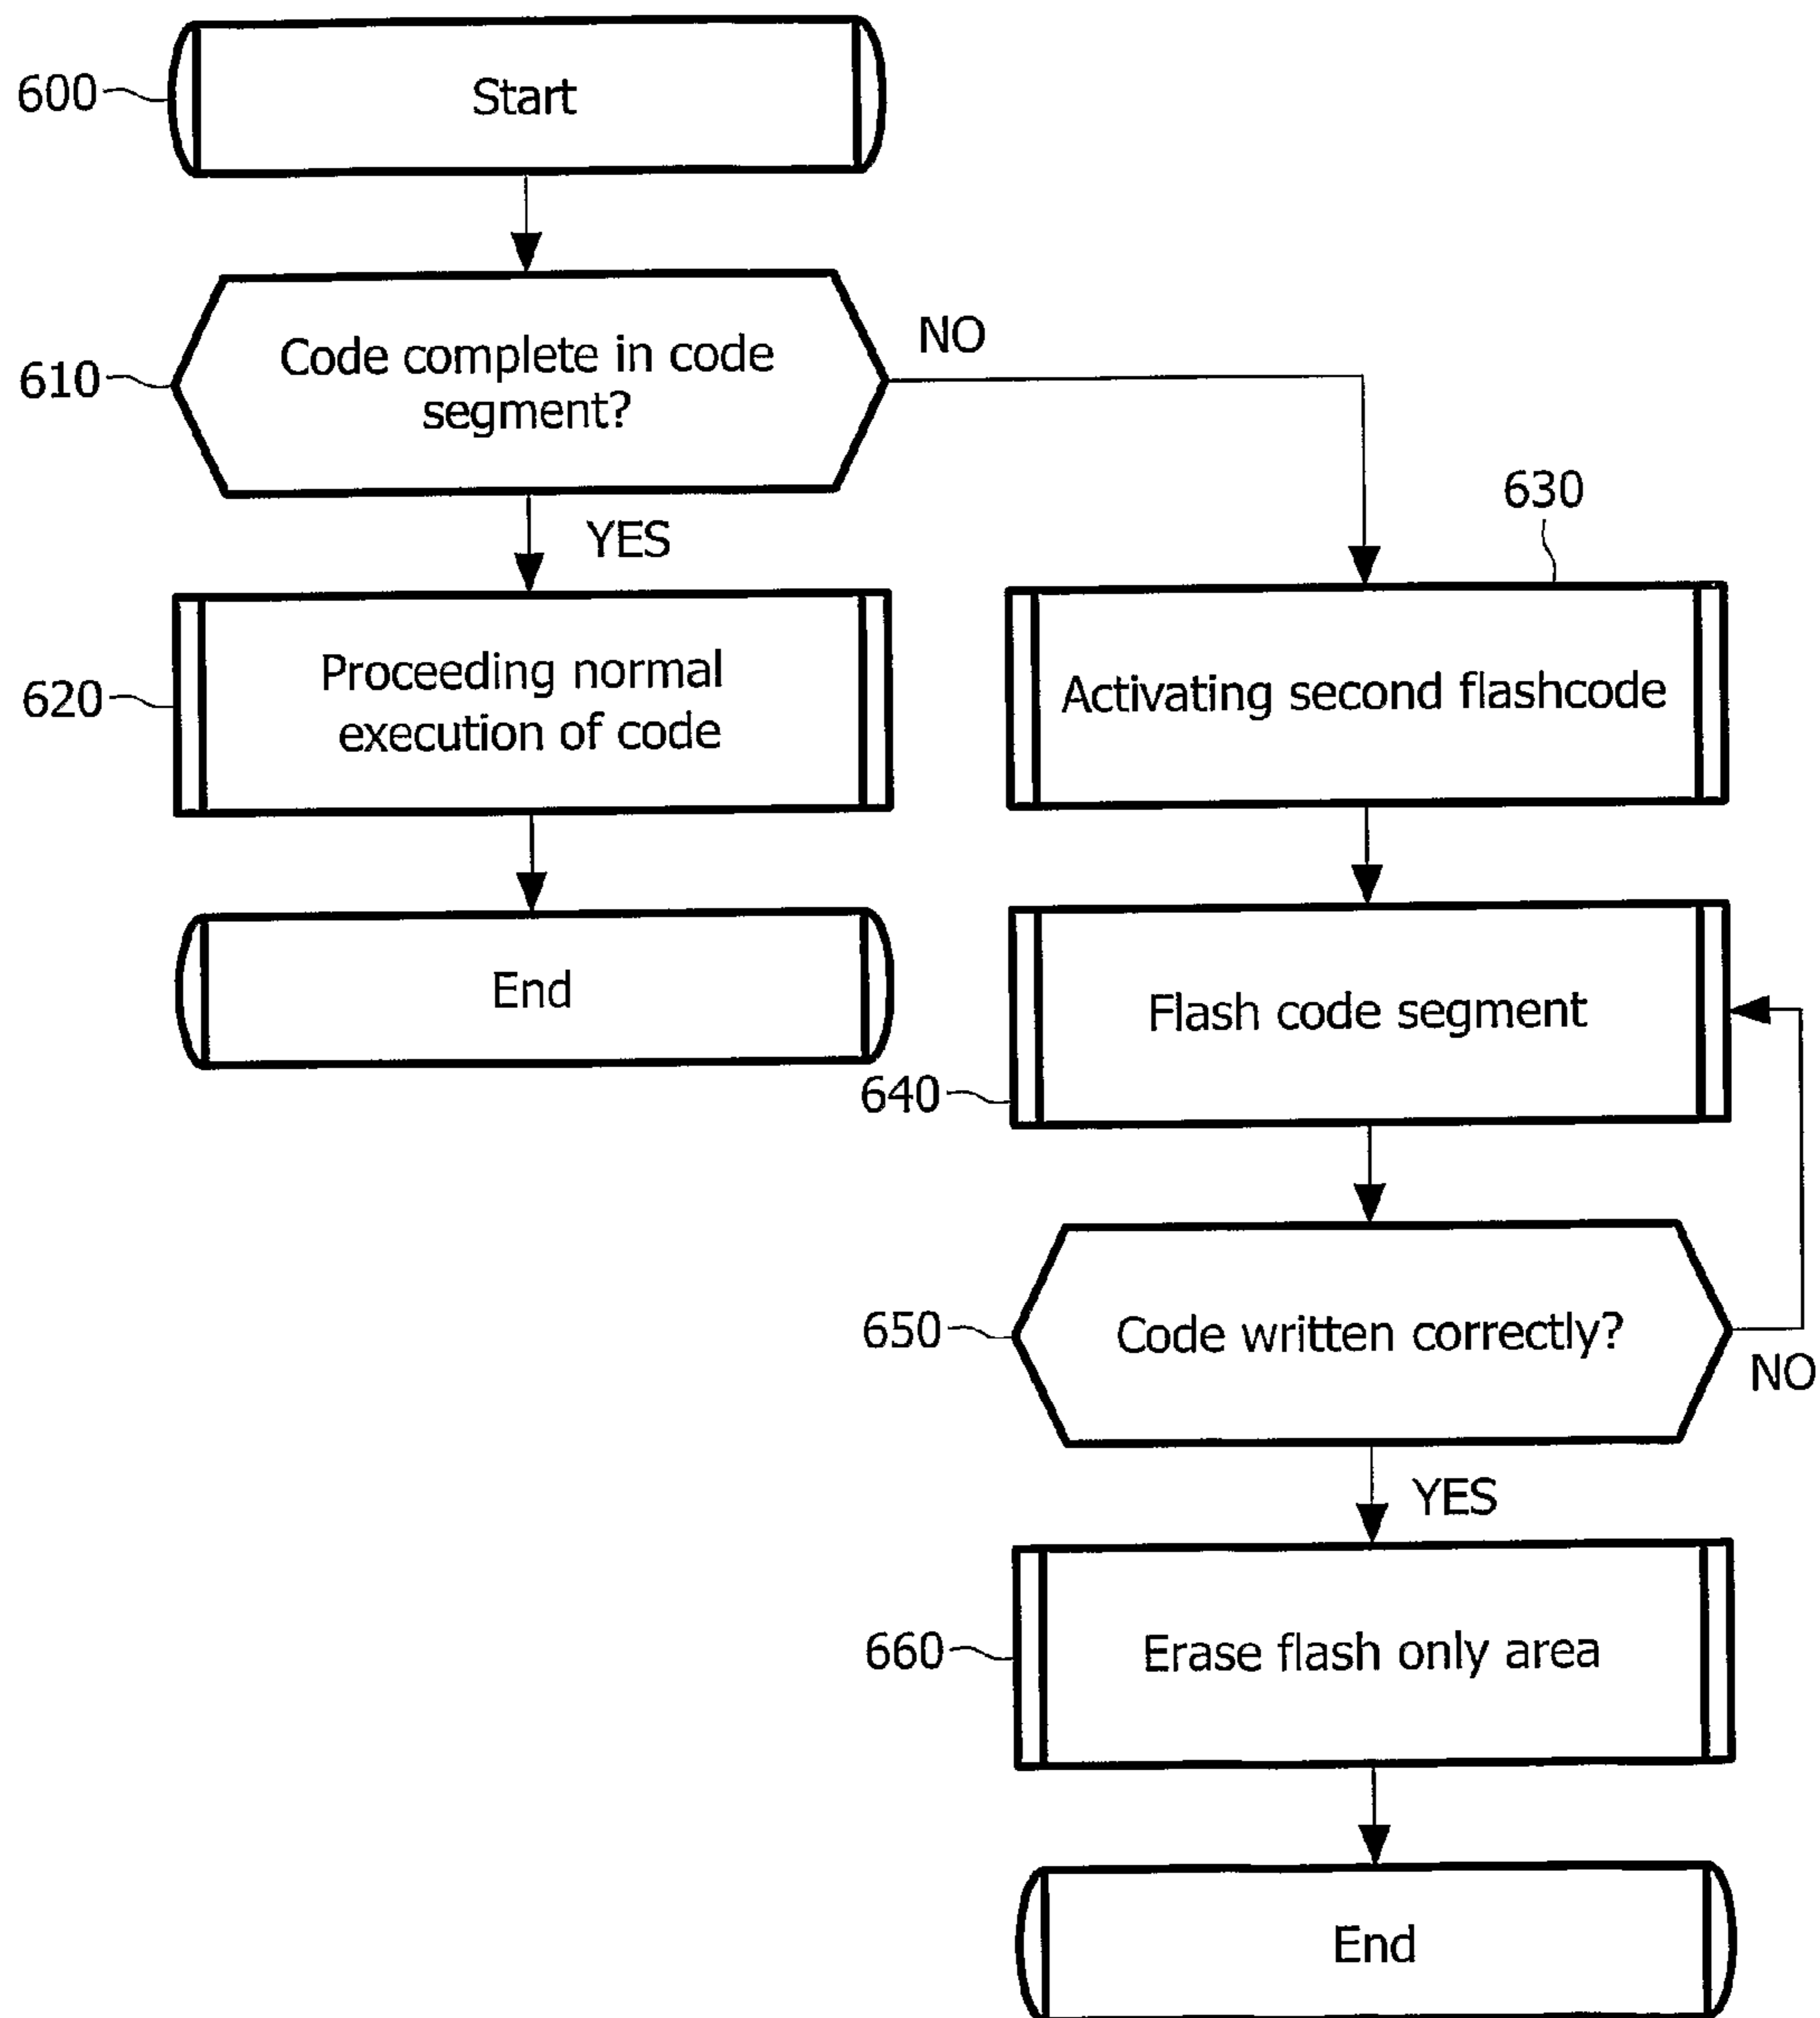 600
Start
610
Code complete in code
segment?
NO
YES
630
620
Proceeding normal
execution of code
Activating second flashcode
End
Flash code segment
640
650
Code written correctly?
NO
YES
660
Erase flash only area
End